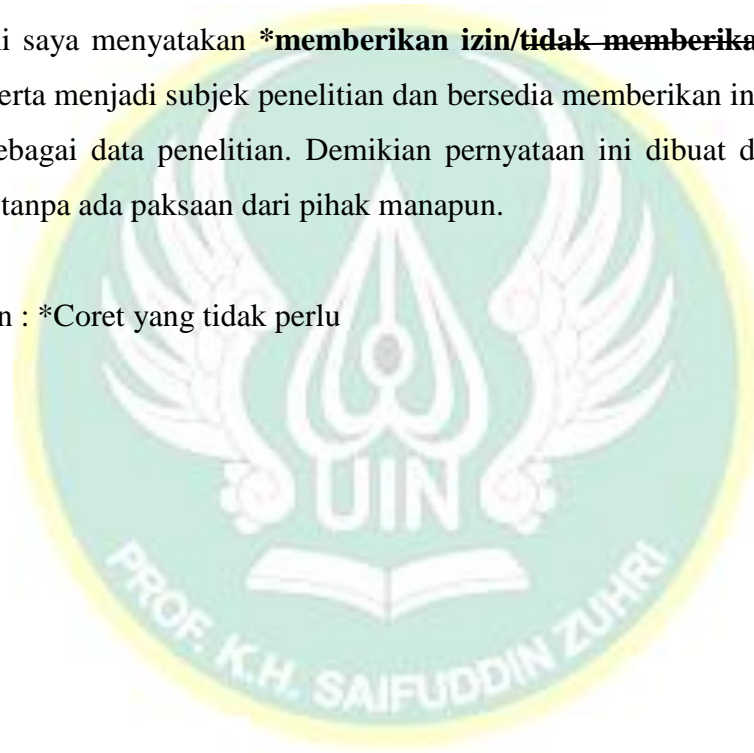 i saya menyatakan *memberikan izin/tidak memberika
erta menjadi subjek penelitian dan bersedia memberikan in
ebagai data penelitian. Demikian pernyataan ini dibuat d
tanpa ada paksaan dari pihak manapun.
n : *Coret yang tidak perlu
UIN
PROF. K.H. SAIFUDDIN ZUHRI